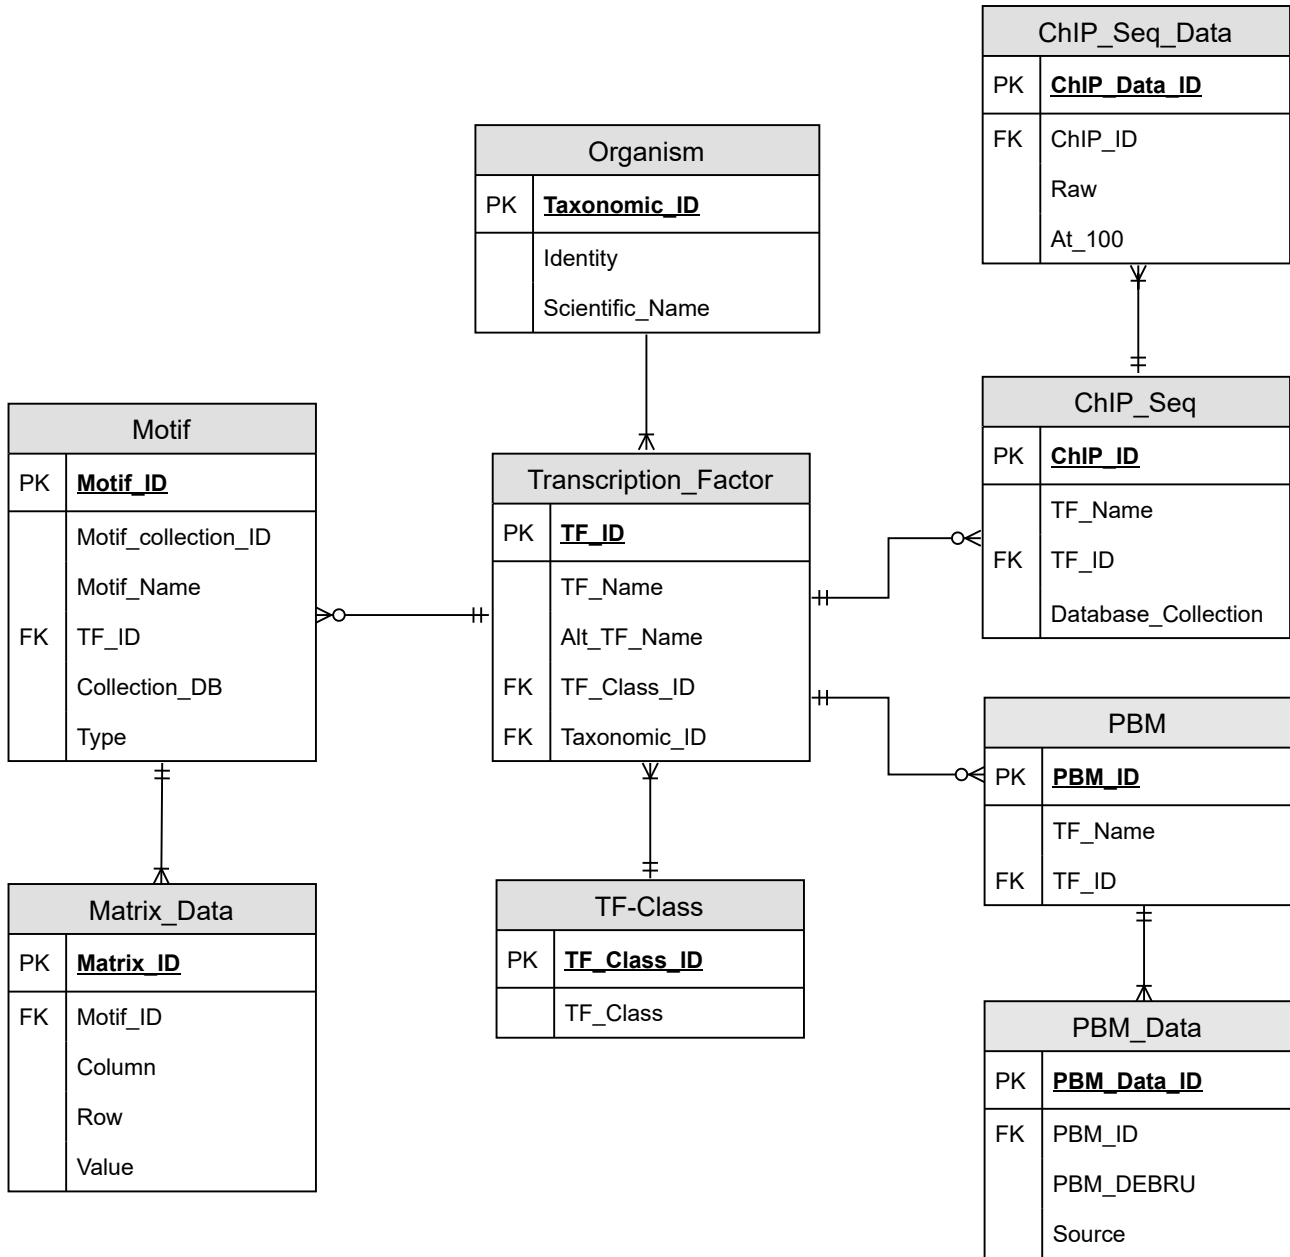 ChIP_Seq_Data
PK ChIP_Data_ID
FK ChIP_ID
Raw
At_100
Organism
PK Taxonomic_ID
Identity
Scientific_Name
ChIP_Seq
PK ChIP_ID
TF_Name
FK TF_ID
Database_Collection
Motif
PK Motif_ID
Motif_collection_ID
Motif_Name
FK TF_ID
Collection_DB
Type
Transcription_Factor
PK TF_ID
TF_Name
Alt_TF_Name
FK TF_Class_ID
FK Taxonomic_ID
PBM
PK PBM_ID
TF_Name
FK TF_ID
Matrix_Data
PK Matrix_ID
FK Motif_ID
Column
Row
Value
TF-Class
PK TF_Class_ID
TF_Class
PBM_Data
PK PBM_Data_ID
FK PBM_ID
PBM_DEBRU
Source